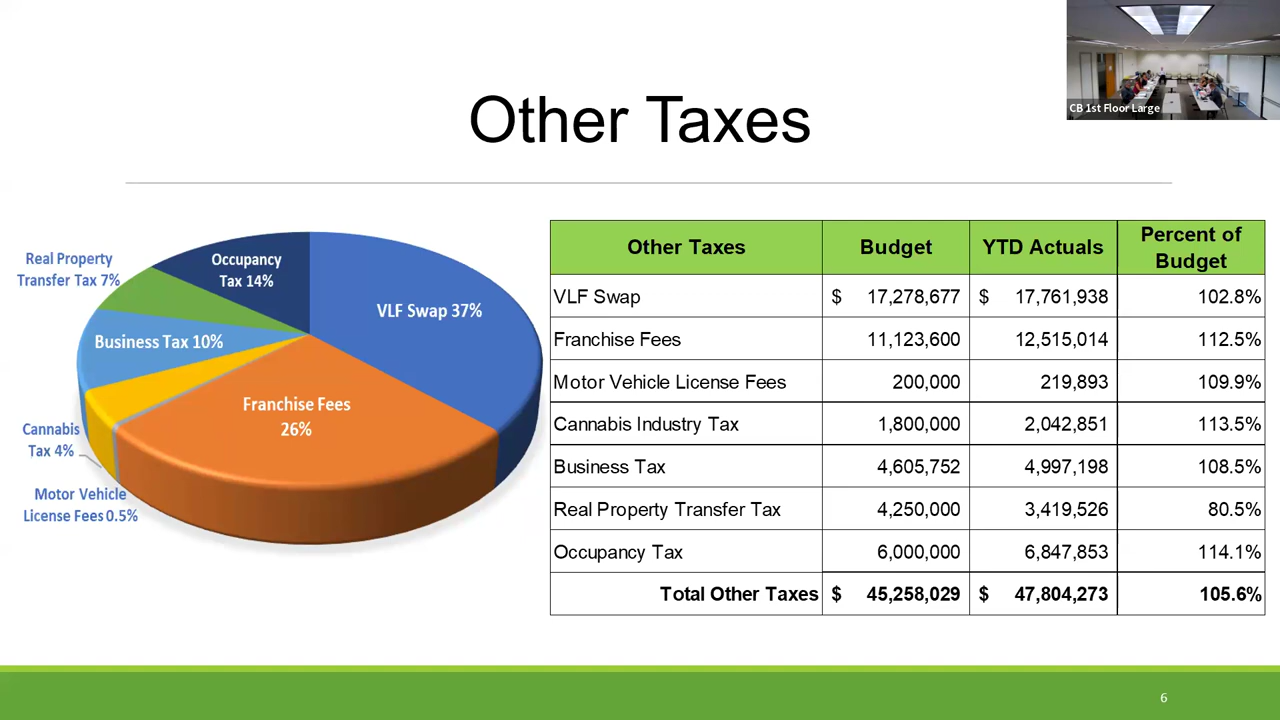 CB 1st Floor Large
Other Taxes
Real Property
Transfer Tax 7%
Occupancy
Tax 14%
VLF Swap 37%
Business Tax 10%
Franchise Fees
26%
Cannabis
Tax 4%
Motor Vehicle
License Fees 0.5%
Other Taxes Budget YTD Actuals Percent of
Budget
VLF Swap $ 17,278,677 $ 17,761,938 102.8%
Franchise Fees 11,123,600 12,515,014 112.5%
Motor Vehicle License Fees 200,000 219,893 109.9%
Cannabis Industry Tax 1,800,000 2,042,851 113.5%
Business Tax 4,605,752 4,997,198 108.5%
Real Property Transfer Tax 4,250,000 3,419,526 80.5%
Occupancy Tax 6,000,000 6,847,853 114.1%
Total Other Taxes $ 45,258,029 $ 47,804,273 105.6%
6